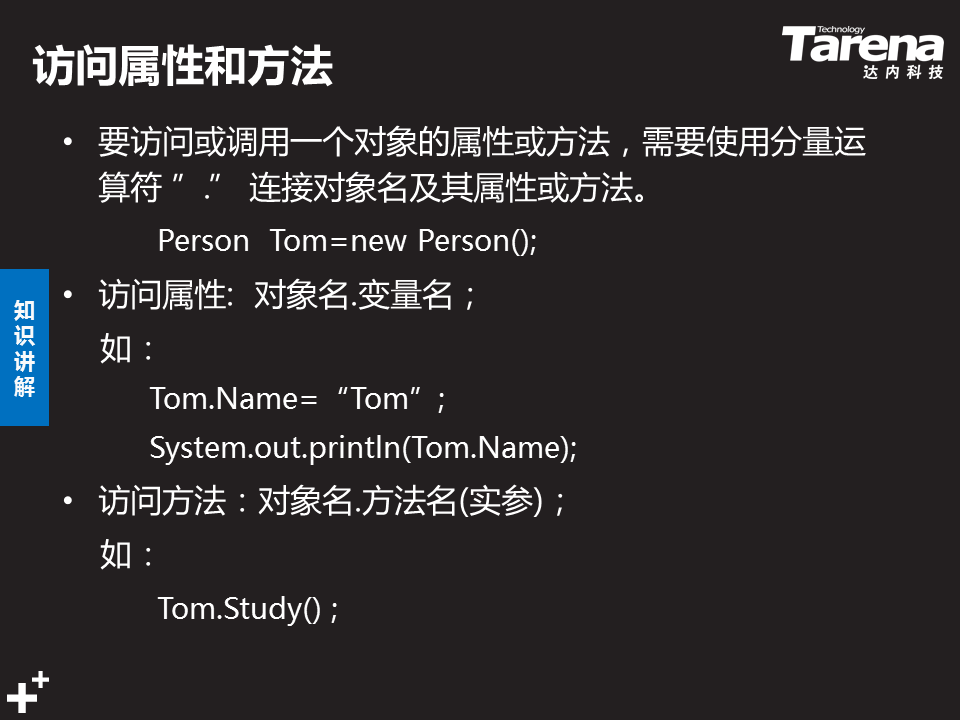 访问属性和方法
Technology
Tarena
达内科技
• 要访问或调用一个对象的属性或方法，需要使用分量运
算符 ” .” 连接对象名及其属性或方法。
Person Tom=new Person();
• 访问属性: 对象名.变量名；
如：
Tom.Name=“Tom”；
System.out.println(Tom.Name);
• 访问方法：对象名.方法名(实参)；
如：
Tom.Study()；
知
识
讲
解